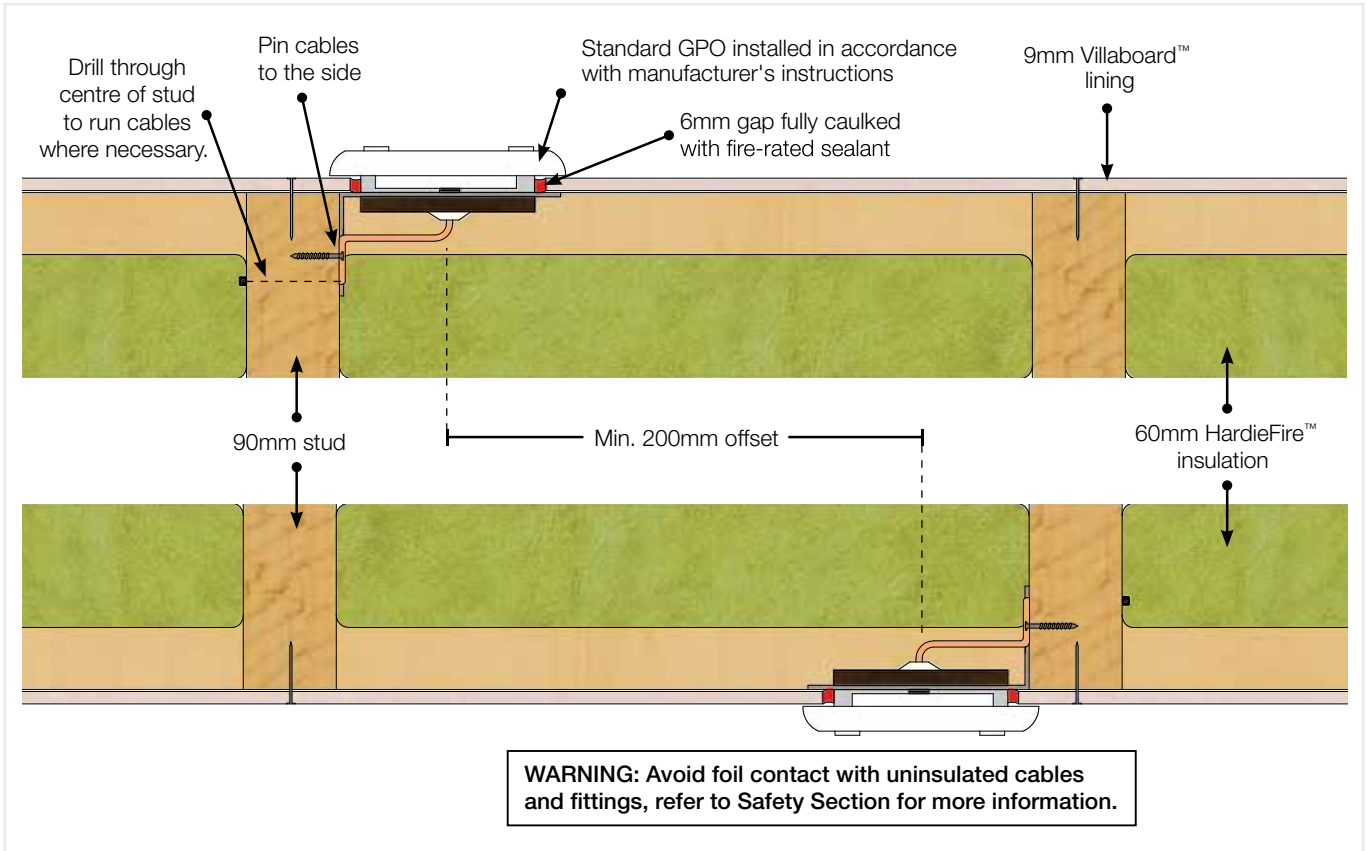 Drill through
centre of stud
to run cables
where necessary.
Pin cables
to the side
Standard GPO installed in accordance
with manufacturer's instructions
6mm gap fully caulked
with fire-rated sealant
9mm Villaboard™
lining
90mm stud
Min. 200mm offset
60mm HardieFire™
insulation
WARNING: Avoid foil contact with uninsulated cables
and fittings, refer to Safety Section for more information.